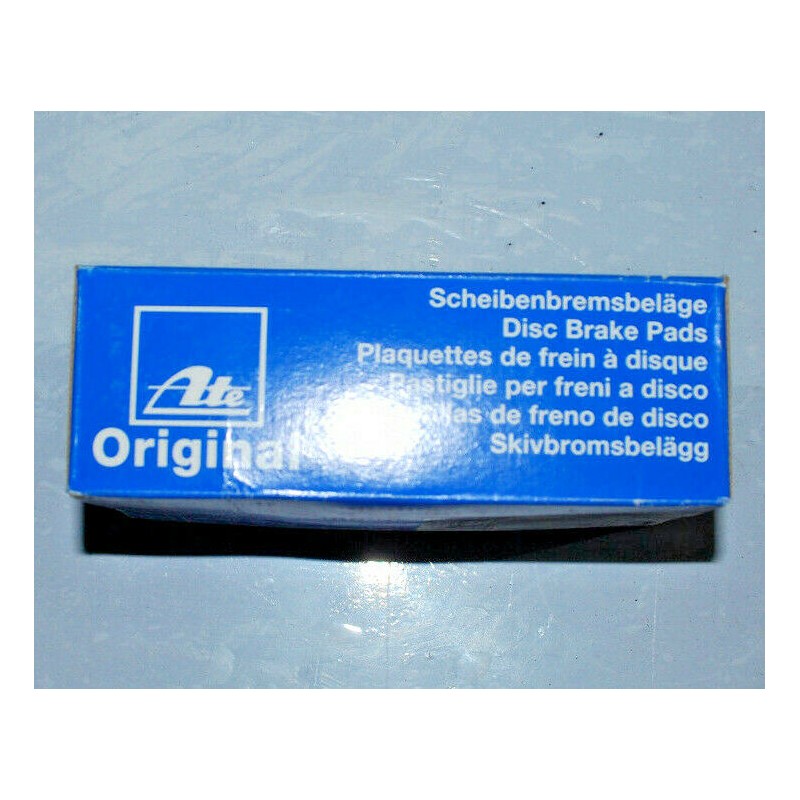 Ate
Original
Scheibenbremsbeläge
Disc Brake Pads
Plaquettes de frein à disque
Pastiglie per freni a disco
de freno de disco
Skivbromsbelägg